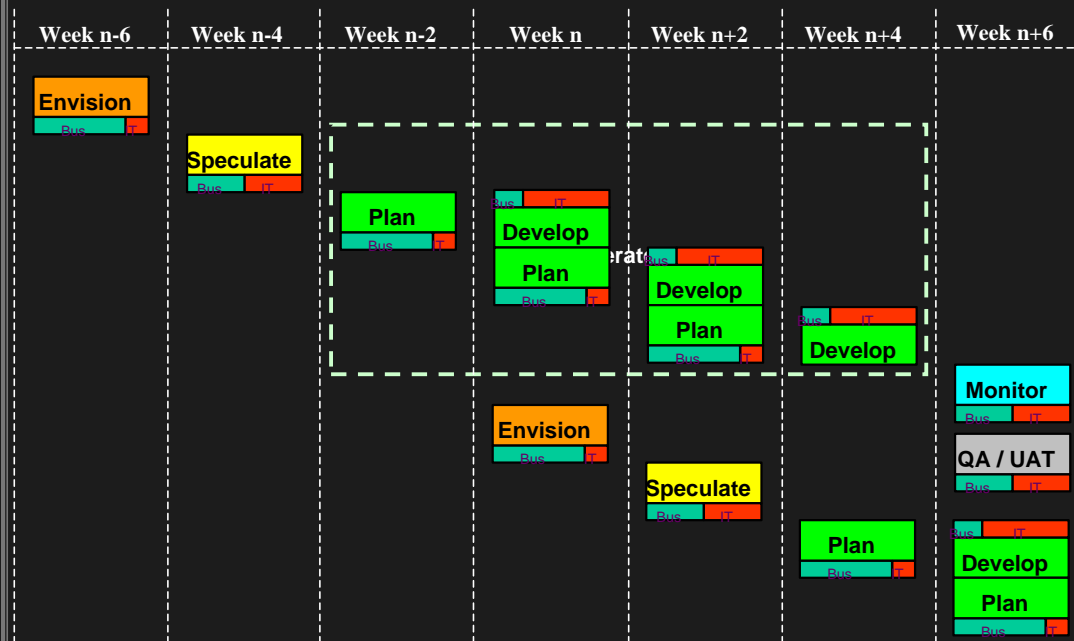 Week n-6 Week n-4 Week n-2 Week n Week n+2 Week n+4 Week n+6
Envision
Bus IT
Speculate
Bus IT
Plan
Bus IT
Bus IT
Develop
Plan
Bus IT
Bus IT
Develop
Plan
Bus IT
Bus IT
Develop
Monitor
Bus IT
Envision
Bus IT
QA / UAT
Bus IT
Speculate
Bus IT
Plan
Bus IT
Bus IT
Develop
Plan
Bus IT